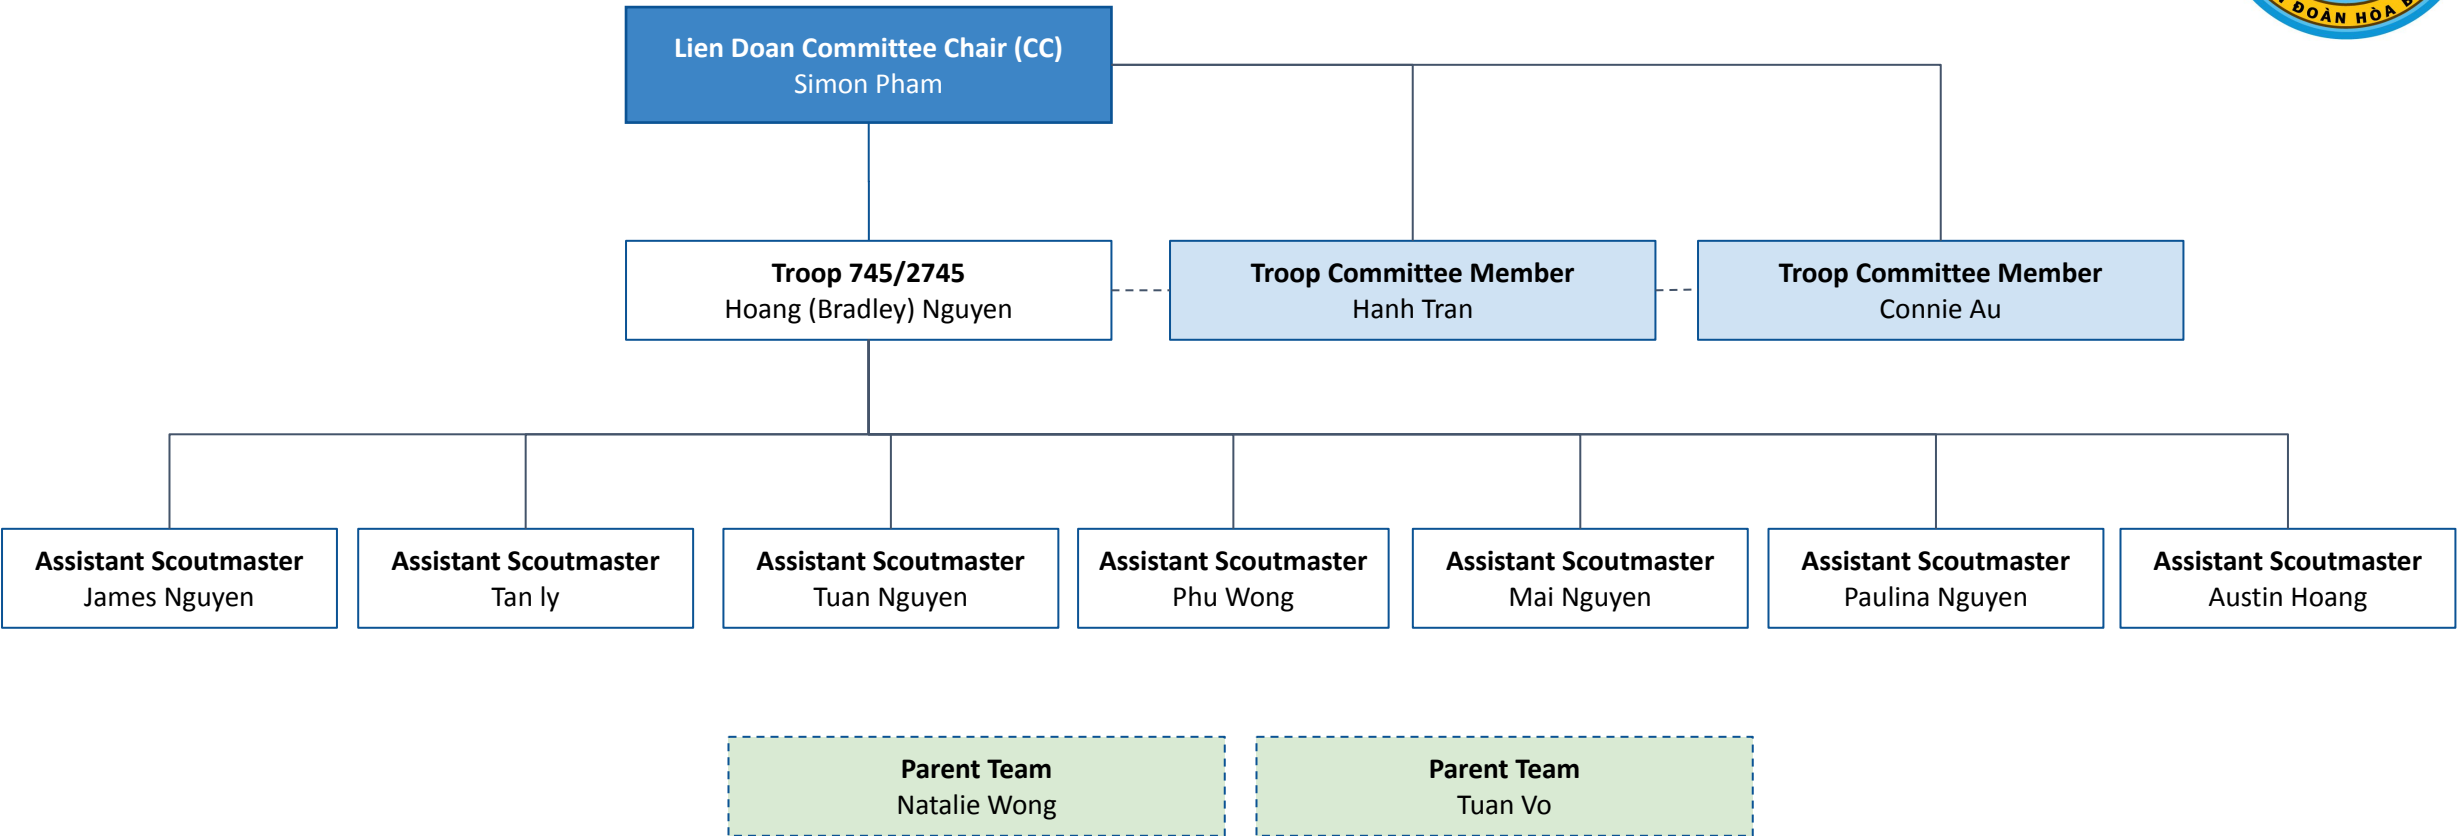 ĐOÀN HÒA
Lien Doan Committee Chair (CC)
Simon Pham
Troop 745/2745
Hoang (Bradley) Nguyen
Troop Committee Member
Hanh Tran
Troop Committee Member
Connie Au
Assistant Scoutmaster
James Nguyen
Assistant Scoutmaster
Tan ly
Assistant Scoutmaster
Tuan Nguyen
Assistant Scoutmaster
Phu Wong
Assistant Scoutmaster
Mai Nguyen
Assistant Scoutmaster
Paulina Nguyen
Assistant Scoutmaster
Austin Hoang
Parent Team
Natalie Wong
Parent Team
Tuan Vo